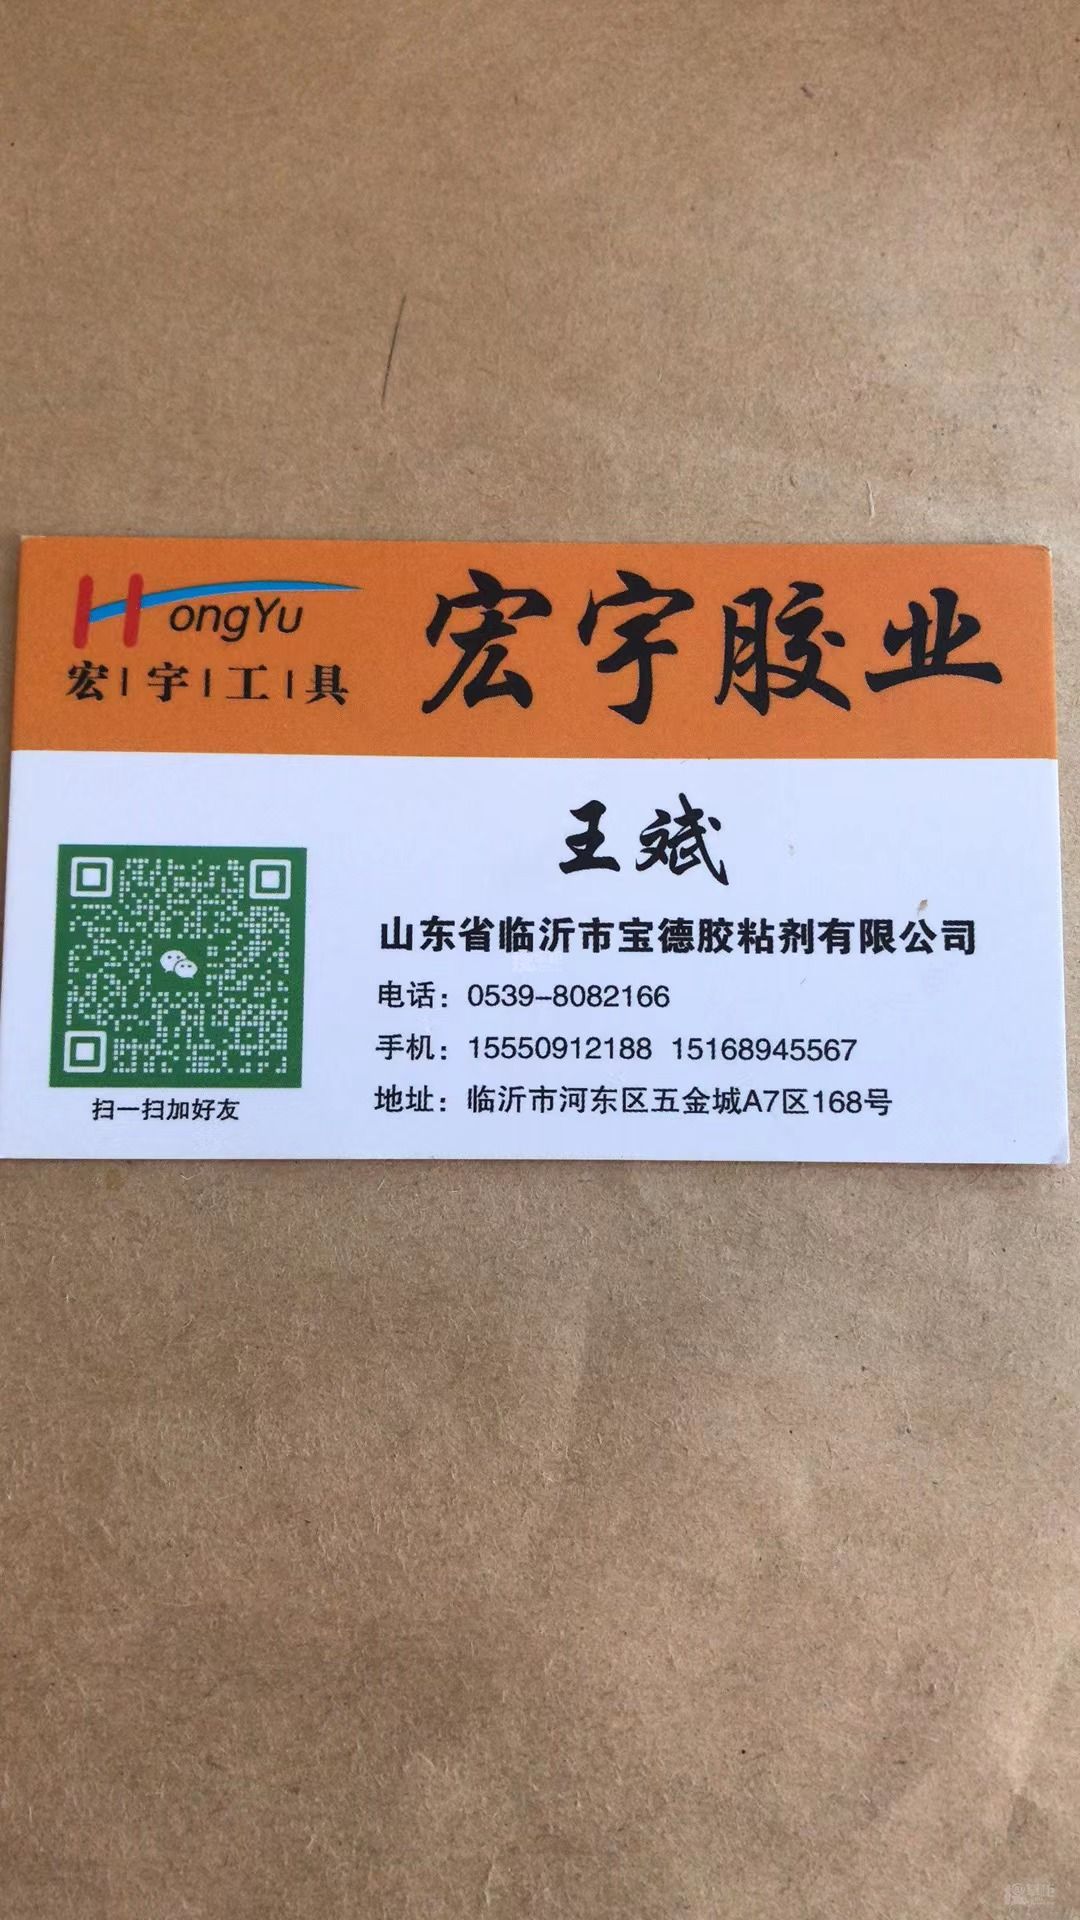 HongYu
宏|宇|工|具
宏宇胶业
王斌
山东省临沂市宝德胶粘剂有限公司
电话：0539-8082166
手机：15550912188 15168945567
地址：临沂市河东区五金城A7区168号
扫一扫加好友